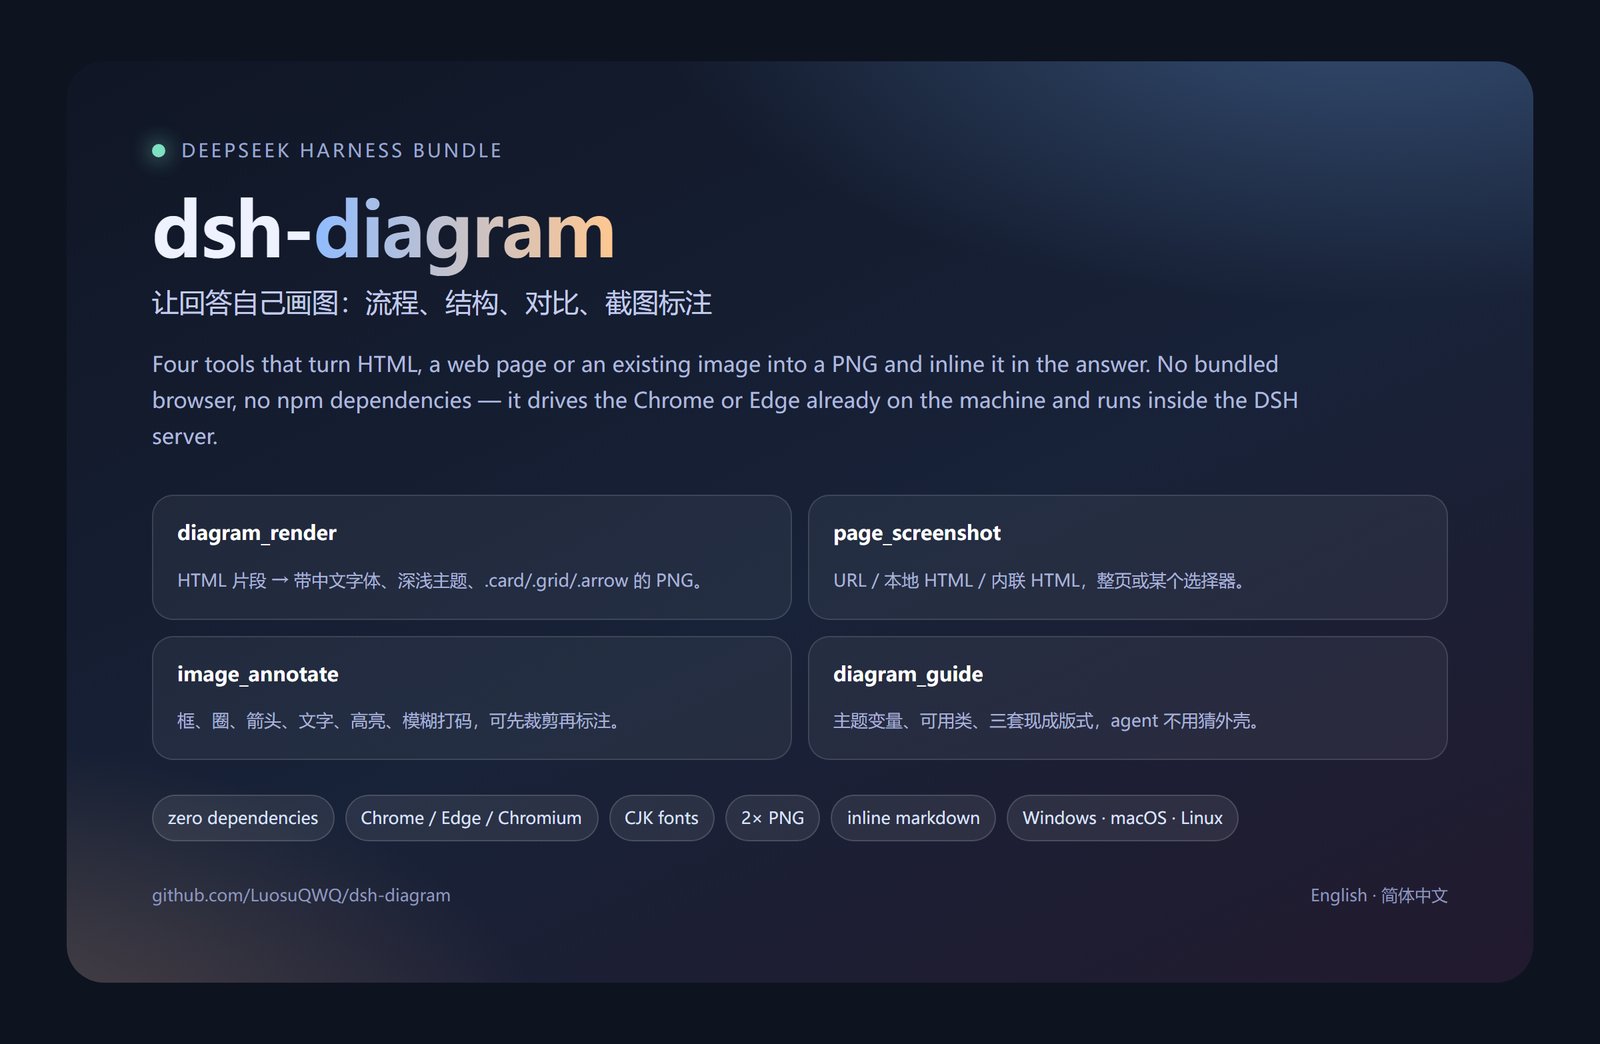 DEEPSEEK HARNESS BUNDLE
dsh-diagram
让回答自己画图：流程、结构、对比、截图标注
Four tools that turn HTML, a web page or an existing image into a PNG and inline it in the answer. No bundled
browser, no npm dependencies — it drives the Chrome or Edge already on the machine and runs inside the DSH
server.
diagram_render
HTML 片段 → 带中文字体、深浅主题、.card/.grid/.arrow 的 PNG。
page_screenshot
URL / 本地 HTML / 内联 HTML，整页或某个选择器。
image_annotate
框、圈、箭头、文字、高亮、模糊打码，可先裁剪再标注。
diagram_guide
主题变量、可用类、三套现成版式，agent 不用猜外壳。
zero dependencies
Chrome / Edge / Chromium
CJK fonts
2× PNG
inline markdown
Windows · macOS · Linux
github.com/LuosuQWQ/dsh-diagram
English · 简体中文